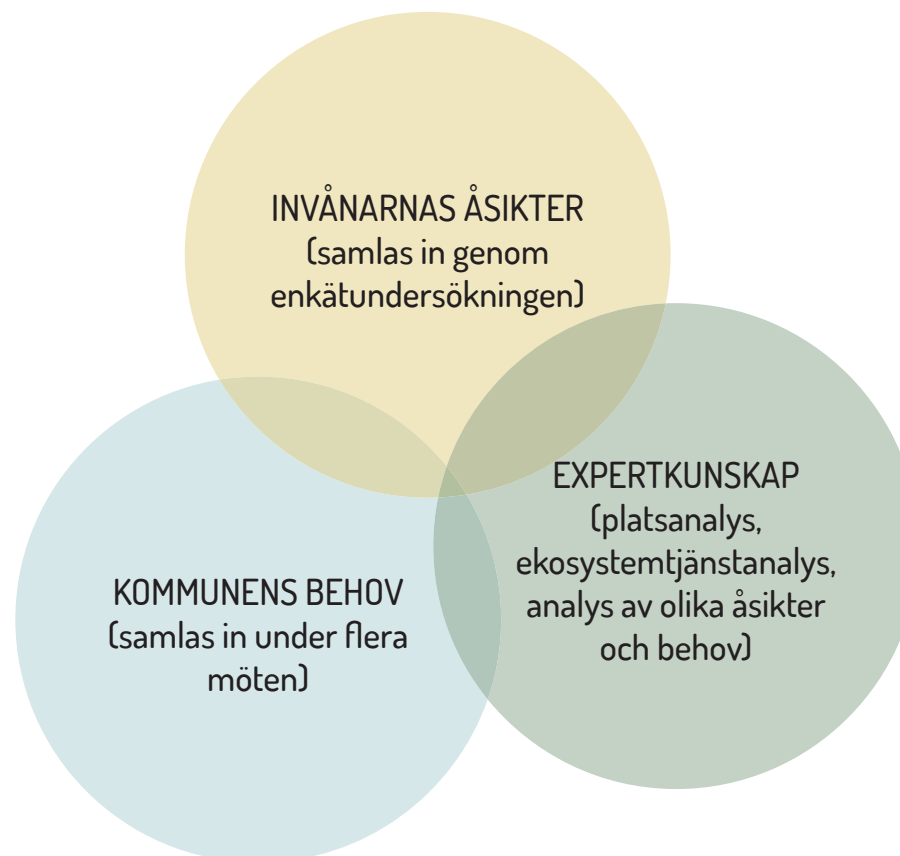 INVÅNARNAS ÅSIKTER
(samlas in genom
enkätundersökningen)
EXPERTKUNSKAP
(platsanalys,
ekosystemtjänstanalys,
analys av olika åsikter
och behov)
KOMMUNENS BEHOV
(samlas in under flera
möten)